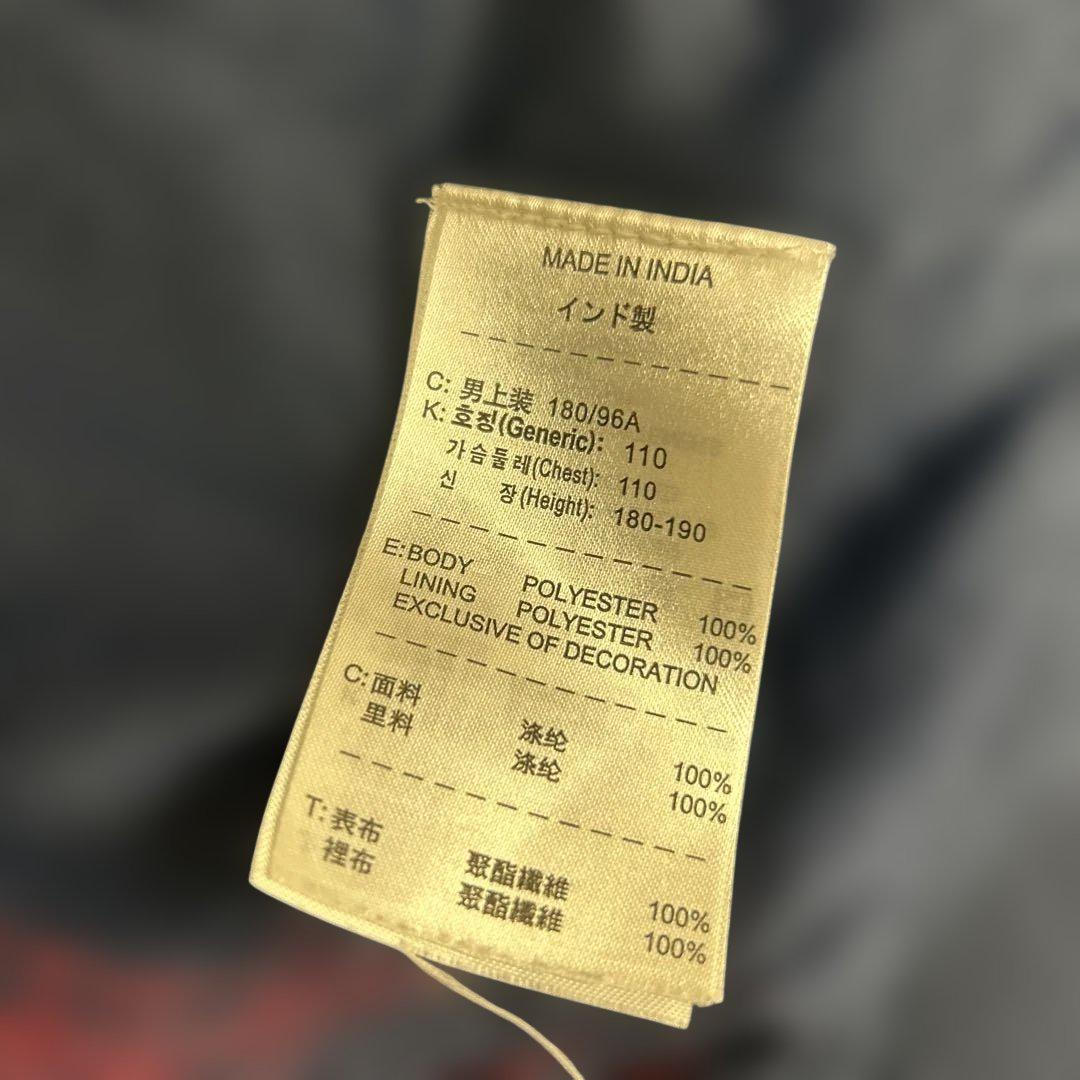 MADE IN INDIA
インド製
C: 男上装 180/96A
K: 호칭(Generic): 110
가슴둘레(Chest): 110
신 장(Height): 180-190
E:BODY POLYESTER 100%
LINING POLYESTER 100%
EXCLUSIVE OF DECORATION
C:面料 涤纶 100%
里料 涤纶 100%
T: 表布 聚酯纖維 100%
裡布 聚酯纖維 100%